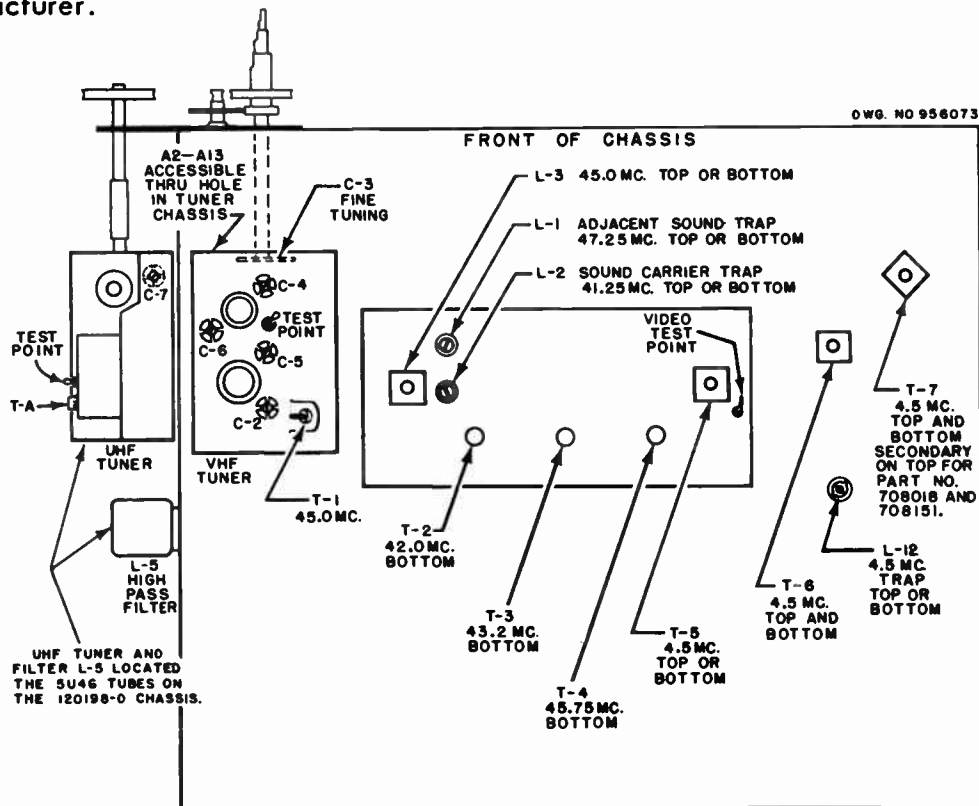 acturer.
DWG. NO 956073
FRONT OF CHASSIS
A2-A13
ACCESSIBLE
THRU HOLE
IN TUNER
CHASSIS
C-3
FINE
TUNING
L-3 45.0 MC. TOP OR BOTTOM
L-1 ADJACENT SOUND TRAP
47.25 MC. TOP OR BOTTOM
L-2 SOUND CARRIER TRAP
41.25 MC. TOP OR BOTTOM
C-7
C-4
TEST
POINT
C-6
C-5
C-2
TEST
POINT
T-A
UHF
TUNER
VHF
TUNER
VIDEO
TEST
POINT
T-1
45.0 MC.
T-2
42.0 MC.
BOTTOM
T-3
43.2 MC.
BOTTOM
T-4
45.75 MC.
BOTTOM
T-5
4.5 MC.
TOP OR
BOTTOM
T-6
4.5 MC.
TOP AND
BOTTOM
T-7
4.5 MC.
TOP AND
BOTTOM
SECONDARY
ON TOP FOR
PART NO.
708018 AND
708151.
L-12
4.5 MC.
TRAP
TOP OR
BOTTOM
L-5
HIGH
PASS
FILTER
UHF TUNER AND
FILTER L-5 LOCATED
THE 5U46 TUBES ON
THE 120198-D CHASSIS.